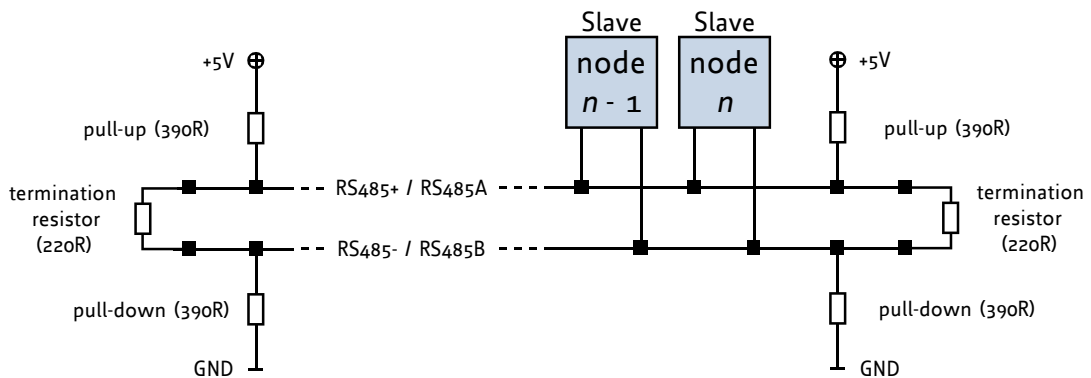 Slave
Slave
node
n - 1
node
n
+5V
+5V
pull-up (390R)
pull-up (390R)
termination
resistor
(220R)
RS485+ / RS485A
termination
resistor
(220R)
RS485- / RS485B
pull-down (390R)
pull-down (390R)
GND
GND